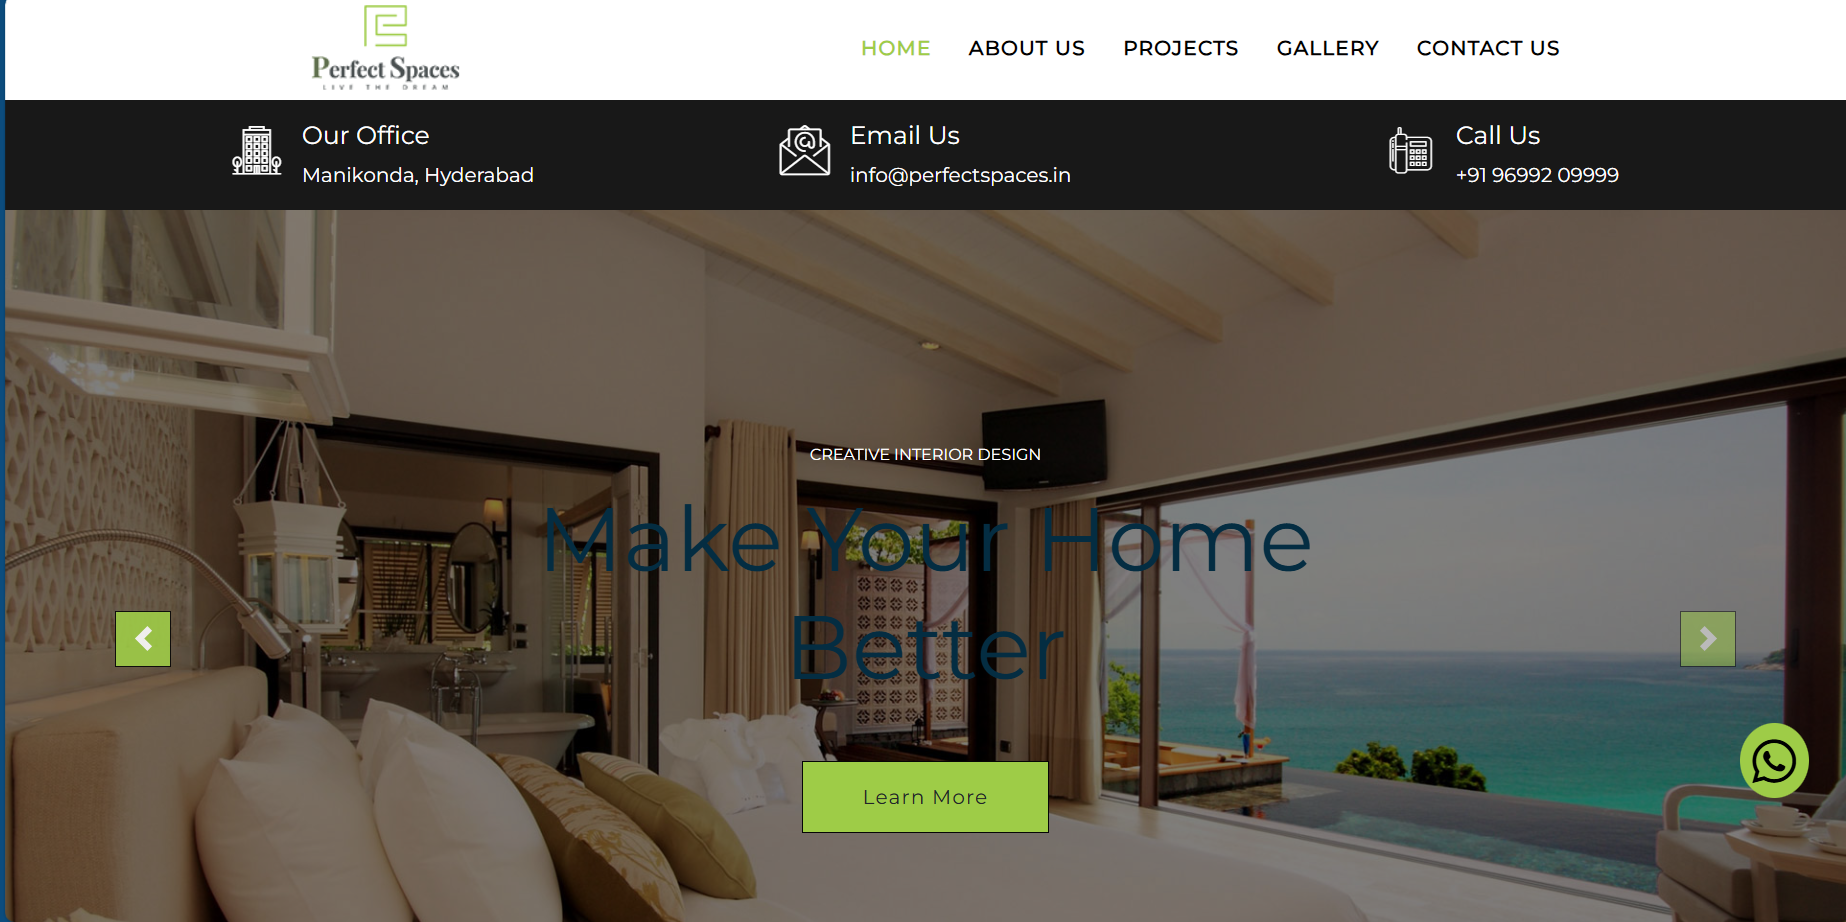 Perfect Spaces
LIVE THE DREAM
HOME ABOUT US PROJECTS GALLERY CONTACT US
Our Office
Manikonda, Hyderabad
Email Us
info@perfectspaces.in
Call Us
+91 96992 09999
CREATIVE INTERIOR DESIGN
Make Your Home
Better
Learn More